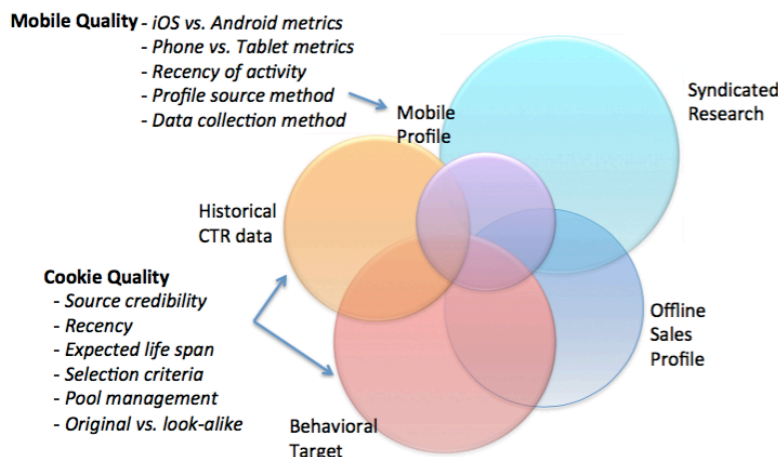 Mobile Quality - iOS vs. Android metrics
- Phone vs. Tablet metrics
- Recency of activity
- Profile source method
- Data collection method
Mobile
Profile
Syndicated
Research
Historical
CTR data
Cookie Quality
- Source credibility
- Recency
- Expected life span
- Selection criteria
- Pool management
- Original vs. look-alike
Offline
Sales
Profile
Behavioral
Target